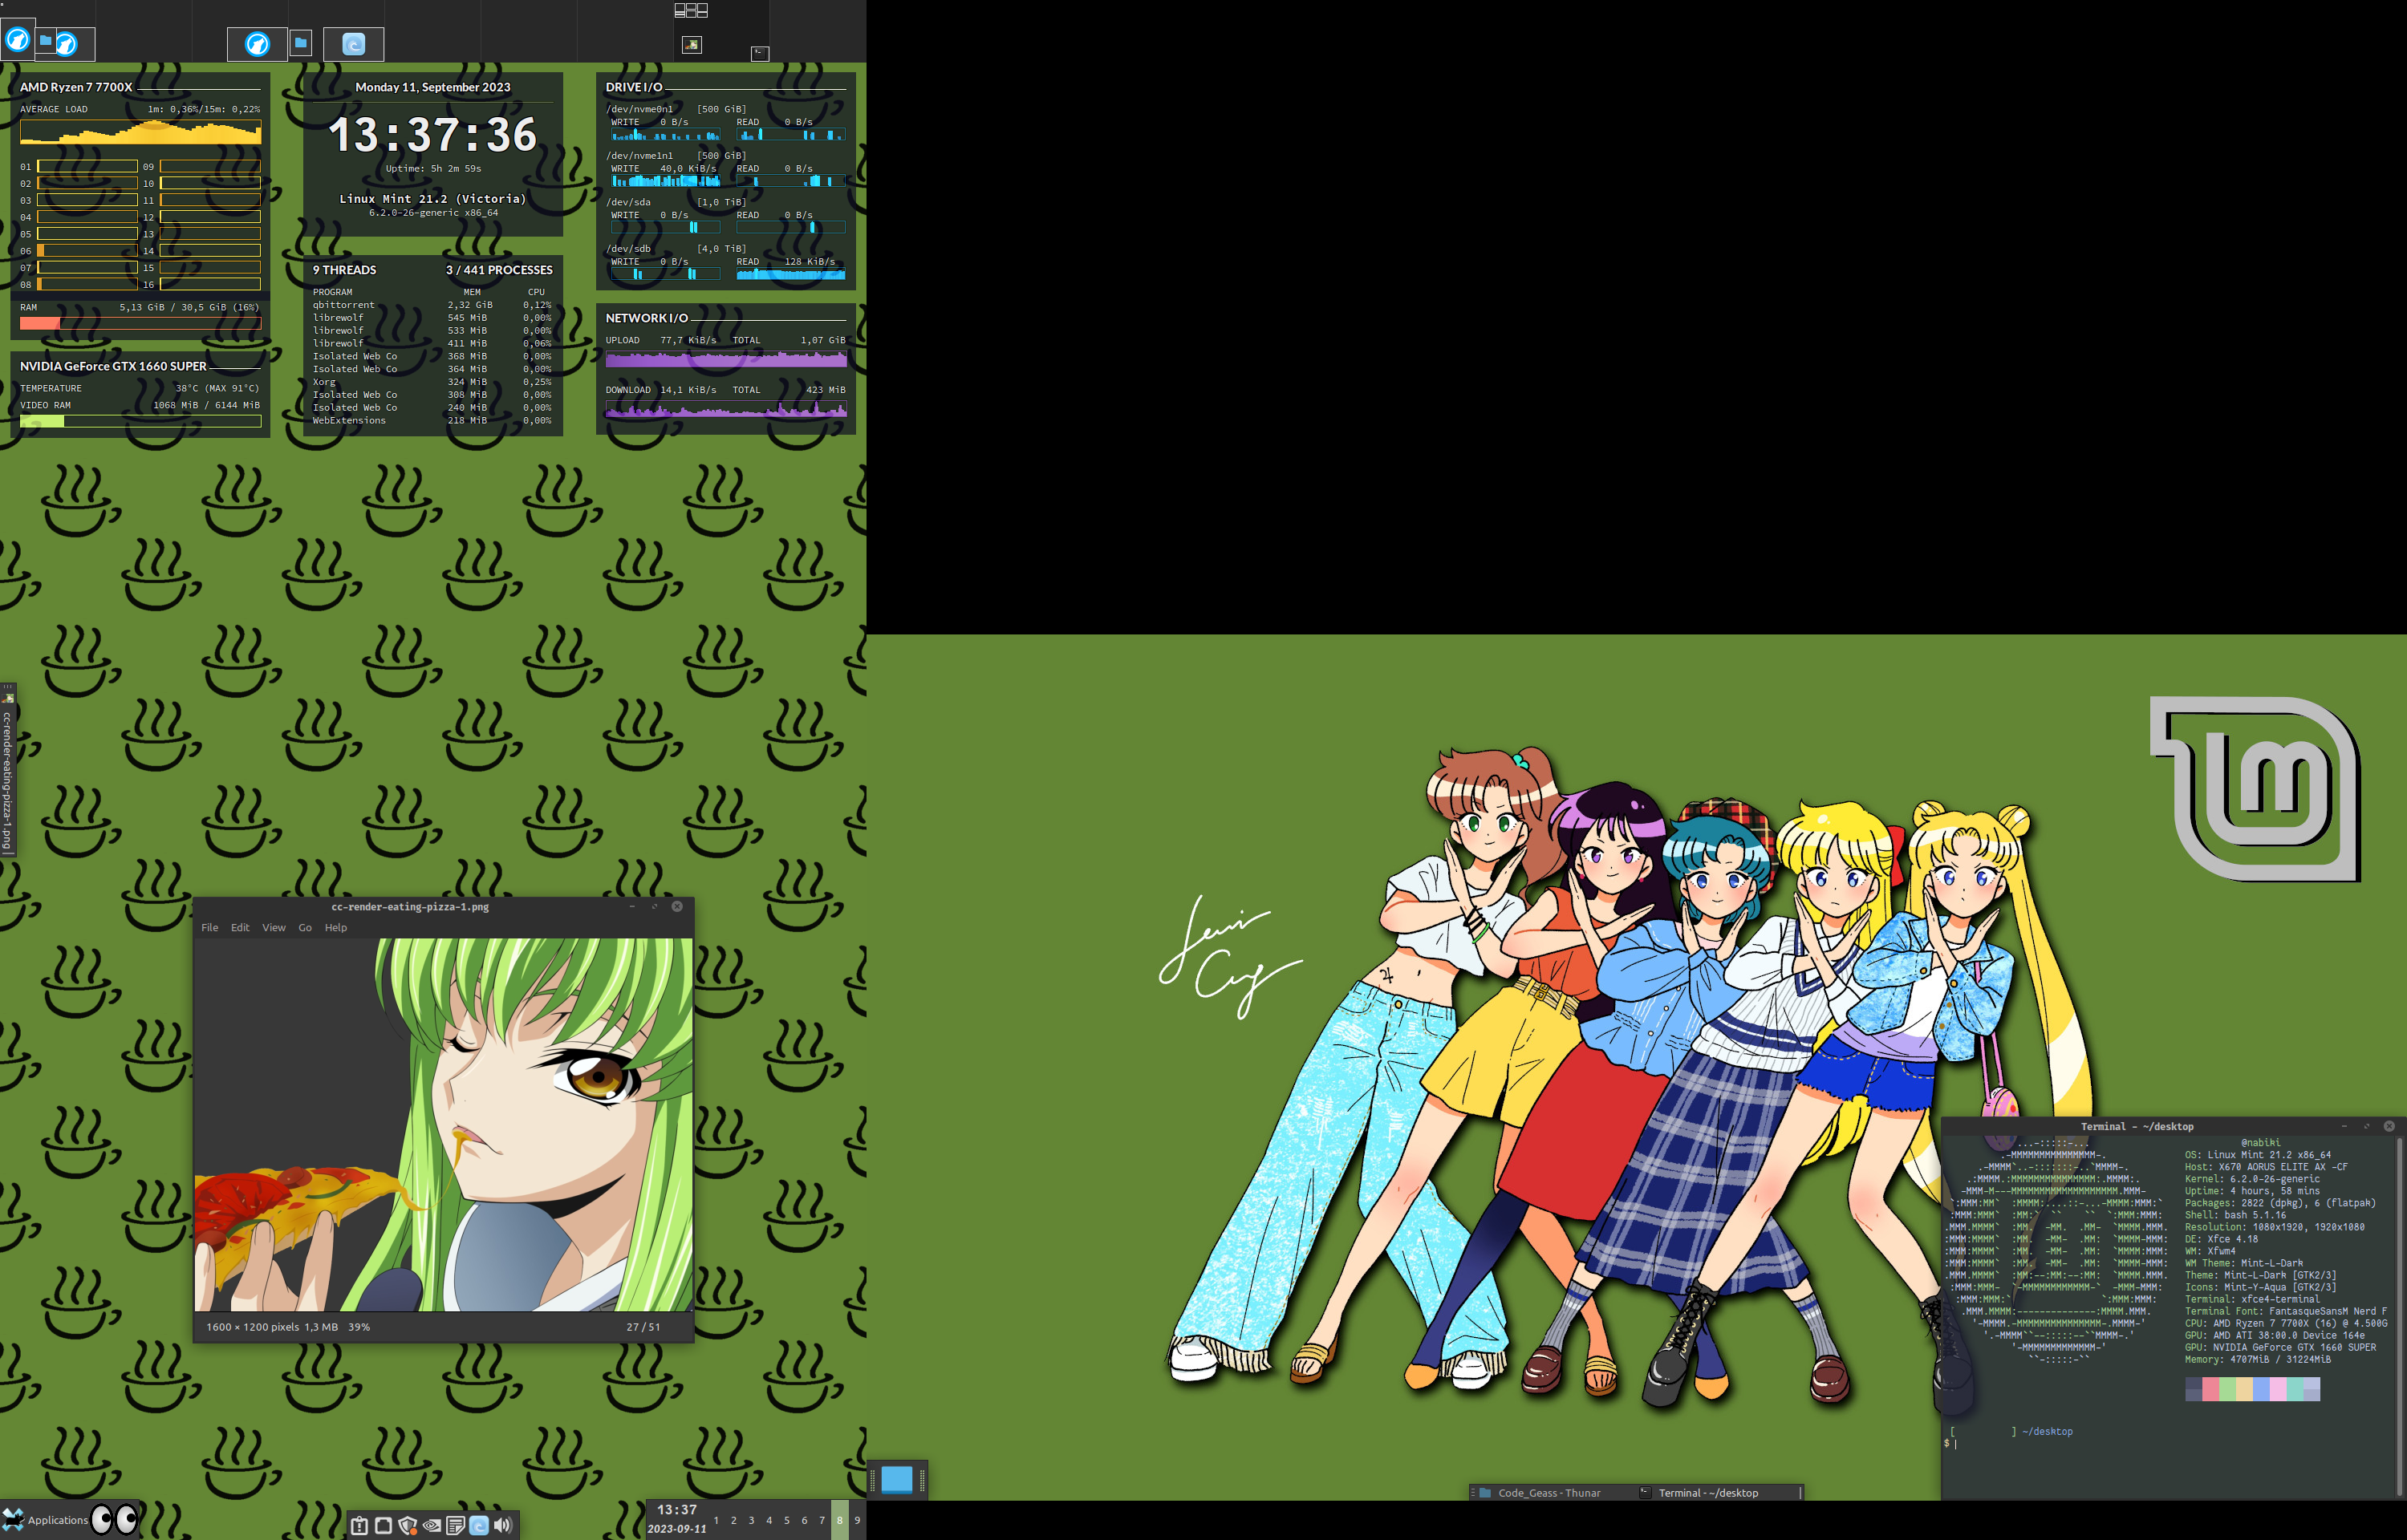 AMD Ryzen 7 7700X
AVERAGE LOAD 1m: 0,36%/15m: 0,22%
01 09
02 10
03 11
04 12
05 13
06 14
07 15
08 16
RAM 5,13 GiB / 30,5 GiB (16%)
NVIDIA GeForce GTX 1660 SUPER
TEMPERATURE 38°C (MAX 91°C)
VIDEO RAM 1068 MiB / 6144 MiB
Monday 11, September 2023
13:37:36
Uptime: 5h 2m 59s
Linux Mint 21.2 (Victoria)
6.2.0-26-generic x86_64
9 THREADS 3 / 441 PROCESSES
PROGRAM MEM CPU
qbittorrent 2,32 GiB 0,12%
librewolf 545 MiB 0,00%
librewolf 533 MiB 0,00%
librewolf 411 MiB 0,06%
Isolated Web Co 368 MiB 0,00%
Isolated Web Co 364 MiB 0,00%
Xorg 324 MiB 0,25%
Isolated Web Co 308 MiB 0,00%
Isolated Web Co 240 MiB 0,00%
WebExtensions 218 MiB 0,00%
DRIVE I/O
/dev/nvme0n1 [500 GiB]
WRITE 0 B/s READ 0 B/s
/dev/nvme1n1 [500 GiB]
WRITE 40,0 KiB/s READ 0 B/s
/dev/sda [1,0 TiB]
WRITE 0 B/s READ 0 B/s
/dev/sdb [4,0 TiB]
WRITE 0 B/s READ 128 KiB/s
NETWORK I/O
UPLOAD 77,7 KiB/s TOTAL 1,07 GiB
DOWNLOAD 14,1 KiB/s TOTAL 423 MiB
cc-render-eating-pizza-1.png
cc-render-eating-pizza-1.png
File Edit View Go Help
1600 × 1200 pixels 1,3 MB 39% 27 / 51
Applications
13:37
2023-09-11
1 2 3 4 5 6 7 8 9
lm
Terminal - ~/desktop
@nabiki
OS: Linux Mint 21.2 x86_64
Host: X670 AORUS ELITE AX -CF
Kernel: 6.2.0-26-generic
Uptime: 4 hours, 58 mins
Packages: 2822 (dpkg), 6 (flatpak)
Shell: bash 5.1.16
Resolution: 1080x1920, 1920x1080
DE: Xfce 4.18
WM: Xfwm4
WM Theme: Mint-L-Dark
Theme: Mint-L-Dark [GTK2/3]
Icons: Mint-Y-Aqua [GTK2/3]
Terminal: xfce4-terminal
Terminal Font: FantasqueSansM Nerd F
CPU: AMD Ryzen 7 7700X (16) @ 4.500G
GPU: AMD ATI 38:00.0 Device 164e
GPU: NVIDIA GeForce GTX 1660 SUPER
Memory: 4707MiB / 31224MiB
[ ] ~/desktop
$
Code_Geass - Thunar Terminal - ~/desktop